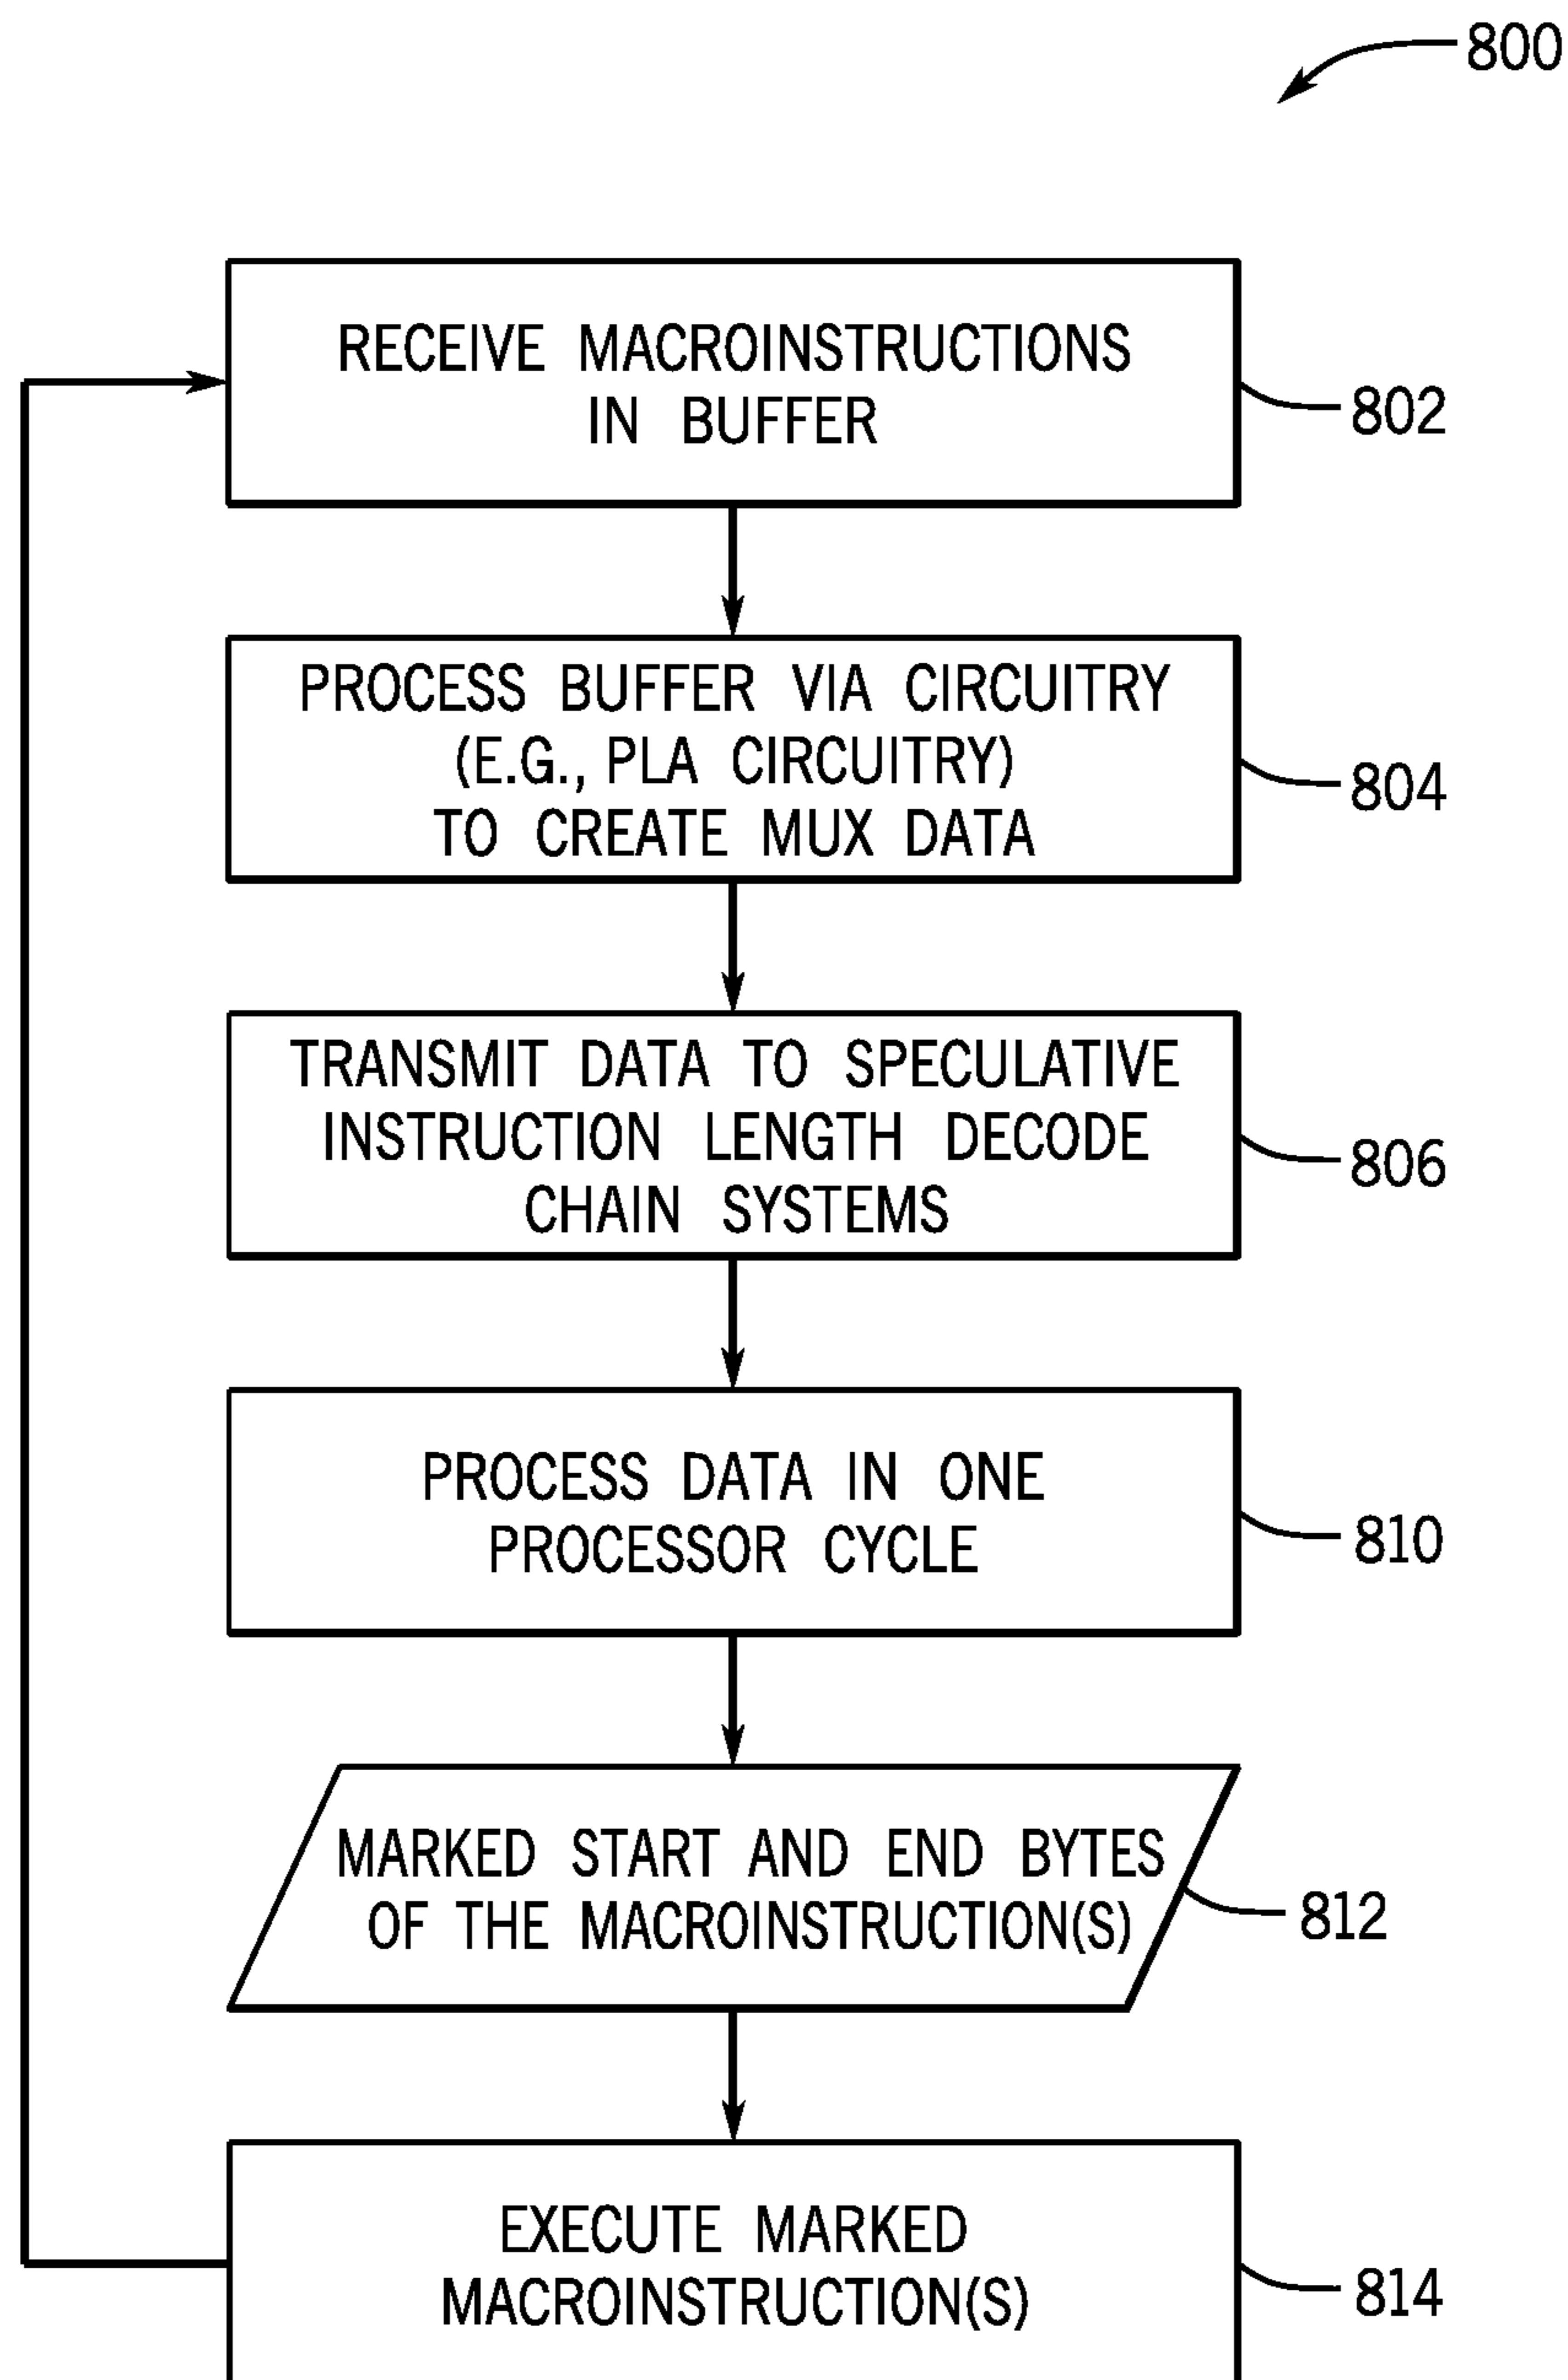 800
RECEIVE MACROINSTRUCTIONS
IN BUFFER
802
PROCESS BUFFER VIA CIRCUITRY
(E.G., PLA CIRCUITRY)
TO CREATE MUX DATA
804
TRANSMIT DATA TO SPECULATIVE
INSTRUCTION LENGTH DECODE
CHAIN SYSTEMS
806
PROCESS DATA IN ONE
PROCESSOR CYCLE
810
MARKED START AND END BYTES
OF THE MACROINSTRUCTION(S)
812
EXECUTE MARKED
MACROINSTRUCTION(S)
814